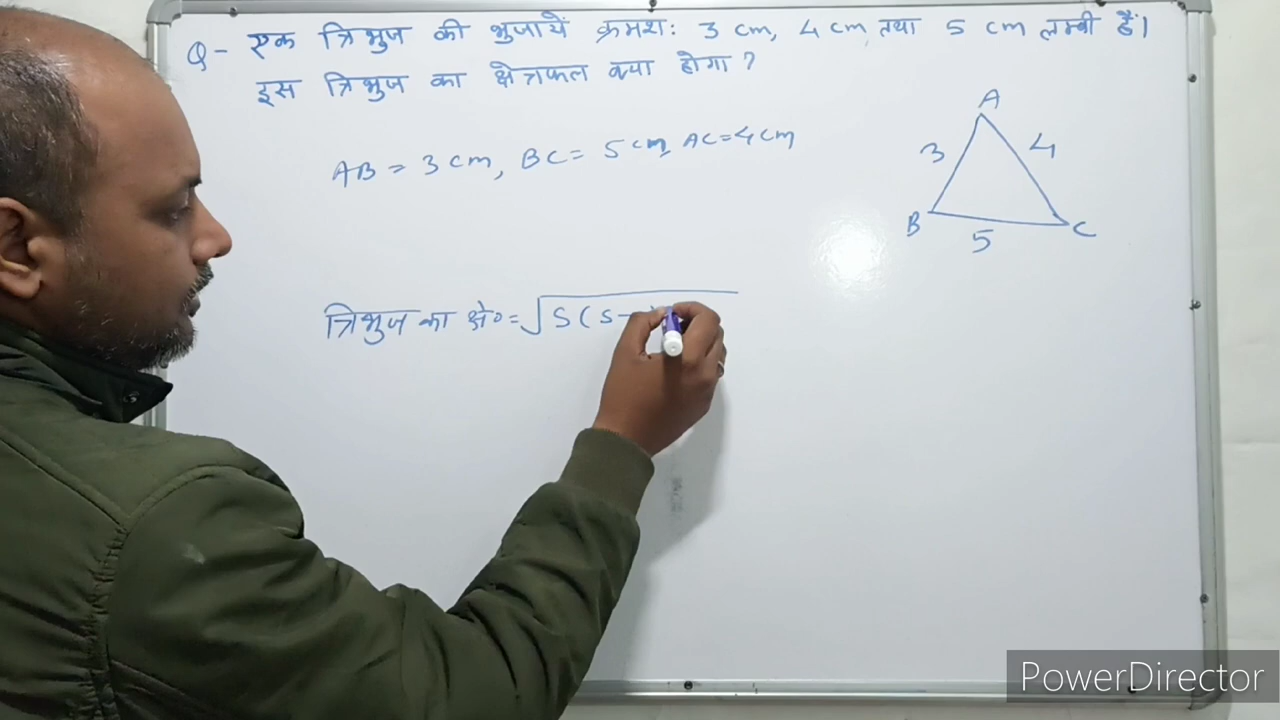 Q- एक त्रिभुज की भुजायें क्रमश: 3 cm, 4 cm तथा 5 cm लम्बी हैं।
इस त्रिभुज का क्षेत्रफल क्या होगा ?
A
3 4
B C
5
AB = 3 cm, BC = 5 cm, AC = 4 cm
त्रिभुज का क्षे० = √S(S-
PowerDirector